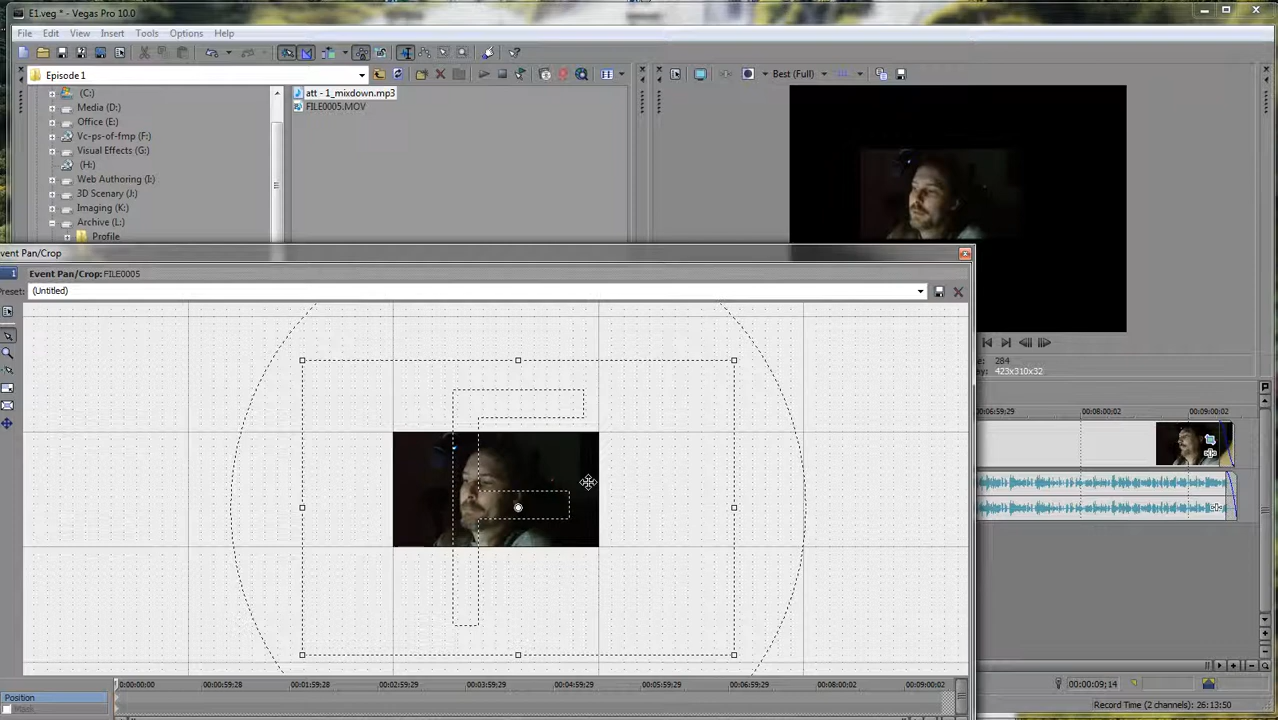 E1.veg * - Vegas Pro 10.0
File Edit View Insert Tools Options Help
Episode 1
Best (Full)
(C:)
Media (D:)
Office (E:)
Vc-ps-of-fmp (F:)
Visual Effects (G:)
(H:)
Web Authoring (I:)
3D Scenary (J:)
Imaging (K:)
Archive (L:)
Profile
att - 1_mixdown.mp3
FILE0005.MOV
vent Pan/Crop
Event Pan/Crop: FILE0005
Preset: (Untitled)
284
423x310x32
06:59:29 00:08:00:02 00:09:00:02
00:00:00:00 00:00:59:28 00:01:59:29 00:02:59:29 00:03:59:29 00:04:59:29 00:05:59:29 00:06:59:29 00:08:00:02 00:09:00:02
Position
Mask
00:00:09;14
Record Time (2 channels): 26:13:50